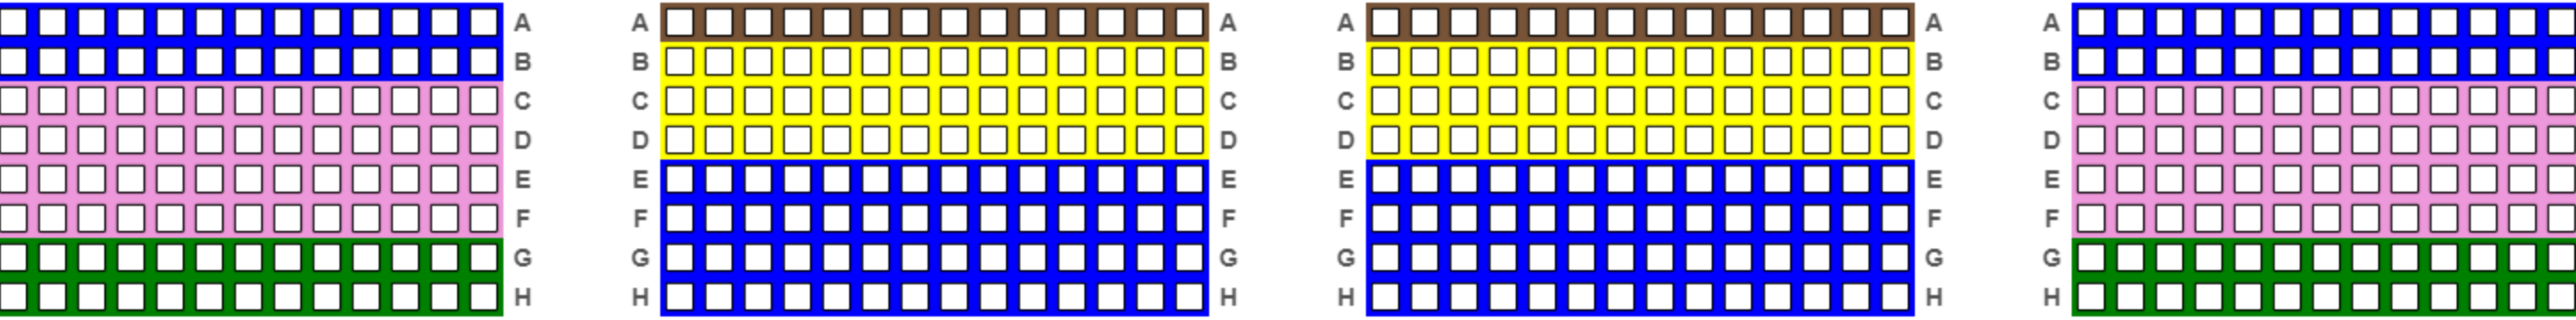 A A A A A A
B B B B B B
C C C C C C
D D D D D D
E E E E E E
F F F F F F
G G G G G G
H H H H H H